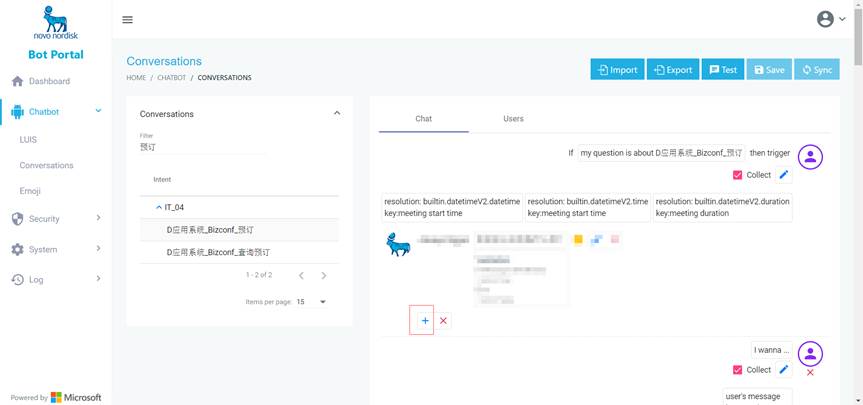 novo nordisk
Bot Portal
Dashboard
Chatbot
LUIS
Conversations
Emoji
Security
System
Log
Powered by Microsoft
Conversations
HOME / CHATBOT / CONVERSATIONS
Import
Export
Test
Save
Sync
Conversations
Filter
预订
Intent
IT_04
D应用系统_Bizconf_预订
D应用系统_Bizconf_查询预订
1 - 2 of 2
Items per page: 15
Chat
Users
If my question is about D应用系统_Bizconf_预订 then trigger
Collect
resolution: builtin.datetimeV2.datetime
key:meeting start time
resolution: builtin.datetimeV2.time
key:meeting start time
resolution: builtin.datetimeV2.duration
key:meeting duration
I wanna ...
Collect
user's message